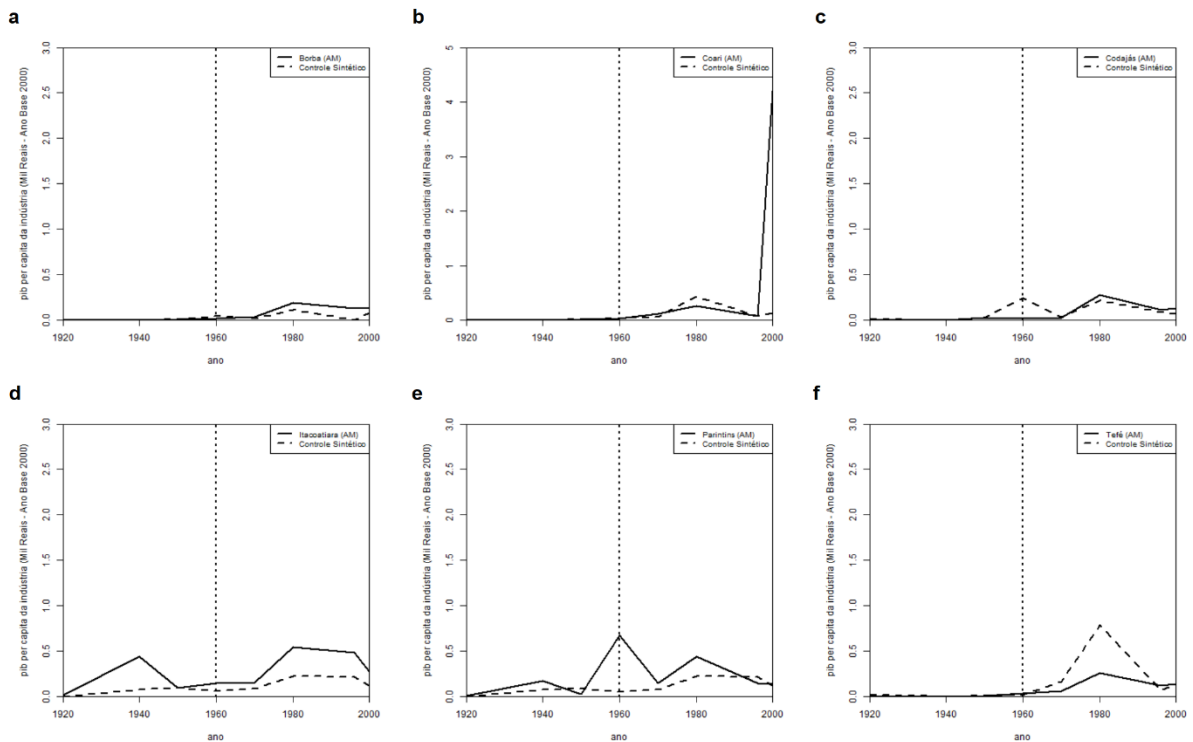 a
Borba (AM)
Controle Sintético
pib per capita da indústria (Mil Reais - Ano Base 2000)
3.0
2.5
2.0
1.5
1.0
0.5
0.0
1920 1940 1960 1980 2000
ano
b
Coari (AM)
Controle Sintético
pib per capita da indústria (Mil Reais - Ano Base 2000)
5
4
3
2
1
0
1920 1940 1960 1980 2000
ano
c
Codajás (AM)
Controle Sintético
pib per capita da indústria (Mil Reais - Ano Base 2000)
3.0
2.5
2.0
1.5
1.0
0.5
0.0
1920 1940 1960 1980 2000
ano
d
Itacoatiara (AM)
Controle Sintético
pib per capita da indústria (Mil Reais - Ano Base 2000)
3.0
2.5
2.0
1.5
1.0
0.5
0.0
1920 1940 1960 1980 2000
ano
e
Parintins (AM)
Controle Sintético
pib per capita da indústria (Mil Reais - Ano Base 2000)
3.0
2.5
2.0
1.5
1.0
0.5
0.0
1920 1940 1960 1980 2000
ano
f
Tefé (AM)
Controle Sintético
pib per capita da indústria (Mil Reais - Ano Base 2000)
3.0
2.5
2.0
1.5
1.0
0.5
0.0
1920 1940 1960 1980 2000
ano